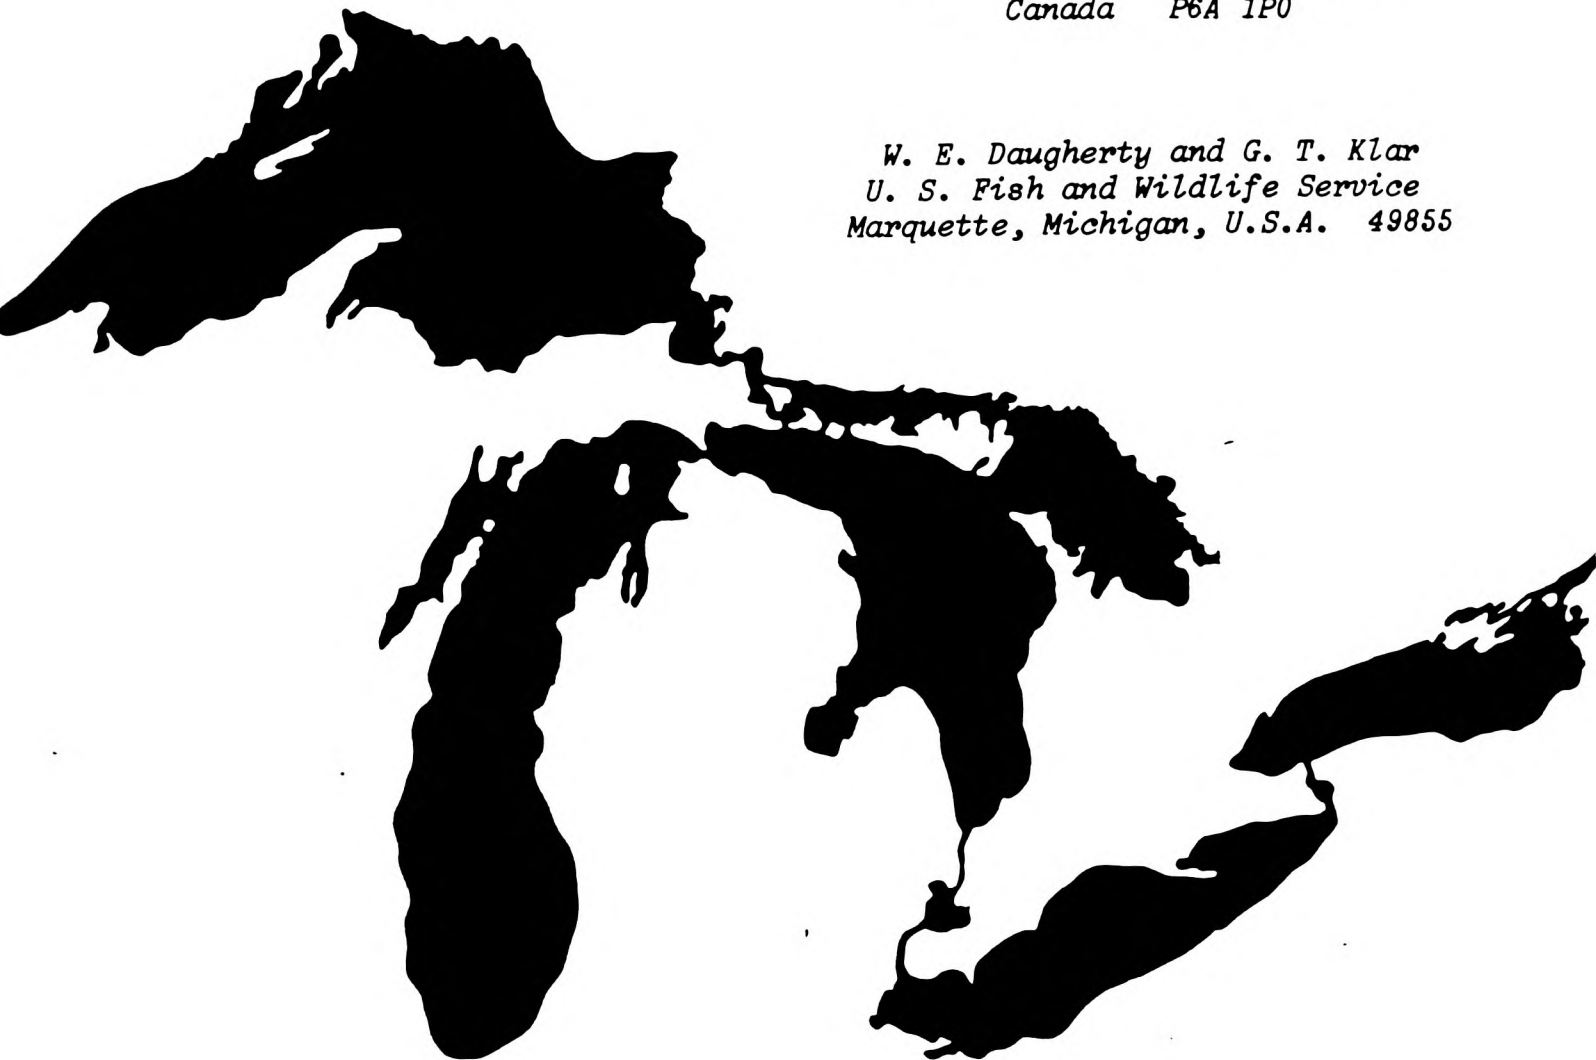 Canada P6A 1P0
W. E. Daugherty and G. T. Klar
U. S. Fish and Wildlife Service
Marquette, Michigan, U.S.A. 49855